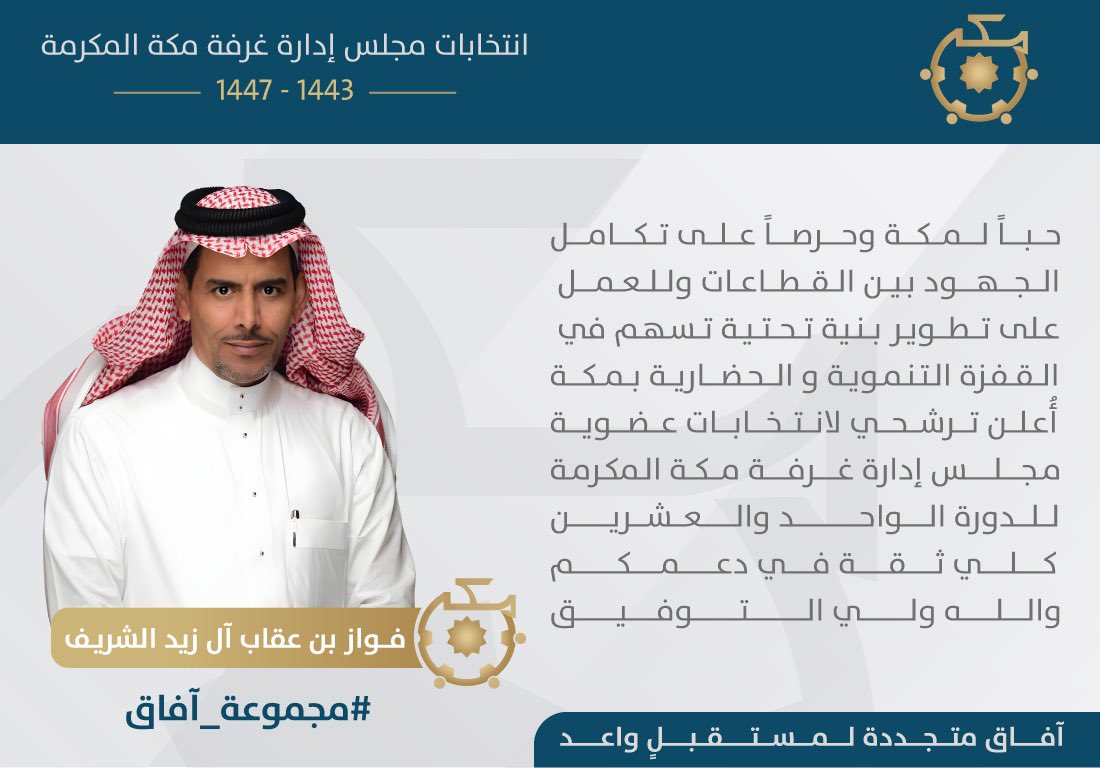 انتخابات مجلس إدارة غرفة مكة المكرمة
1443 - 1447
مكة
حباً لمكة وحرصاً على تكامل
الجهود بين القطاعات وللعمل
على تطوير بنية تحتية تسهم في
القفزة التنموية و الحضارية بمكة
أُعلن ترشحي لانتخابات عضوية
مجلس إدارة غرفة مكة المكرمة
للدورة الواحد والعشرين
كلي ثقة في دعمكم
والله ولي التوفيق
مكة
فواز بن عقاب آل زيد الشريف
#مجموعة_آفاق
آفاق متجددة لمستقبلٍ واعد